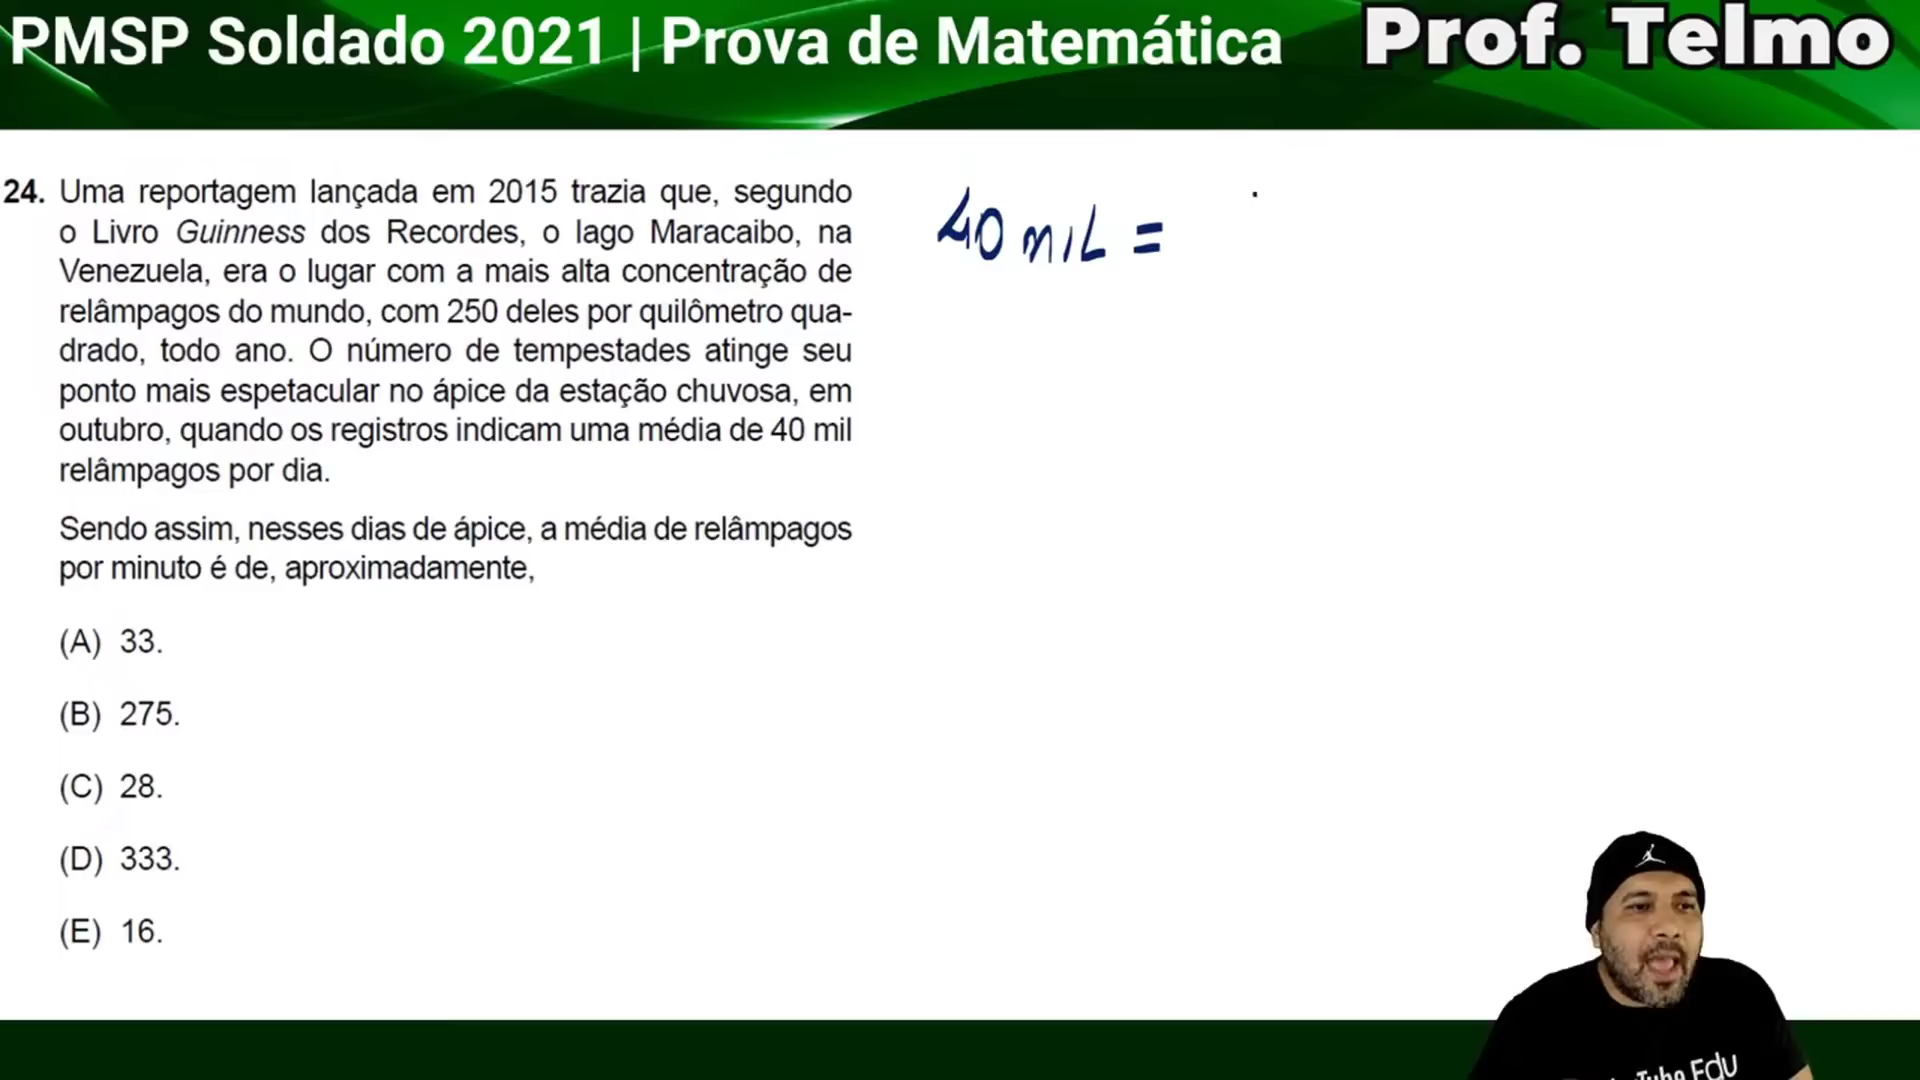 PMSP Soldado 2021 | Prova de Matemática
Prof. Telmo
24. Uma reportagem lançada em 2015 trazia que, segundo
o Livro Guinness dos Recordes, o lago Maracaibo, na
Venezuela, era o lugar com a mais alta concentração de
relâmpagos do mundo, com 250 deles por quilômetro qua-
drado, todo ano. O número de tempestades atinge seu
ponto mais espetacular no ápice da estação chuvosa, em
outubro, quando os registros indicam uma média de 40 mil
relâmpagos por dia.
Sendo assim, nesses dias de ápice, a média de relâmpagos
por minuto é de, aproximadamente,
(A) 33.
(B) 275.
(C) 28.
(D) 333.
(E) 16.
40 MIL =
Edu